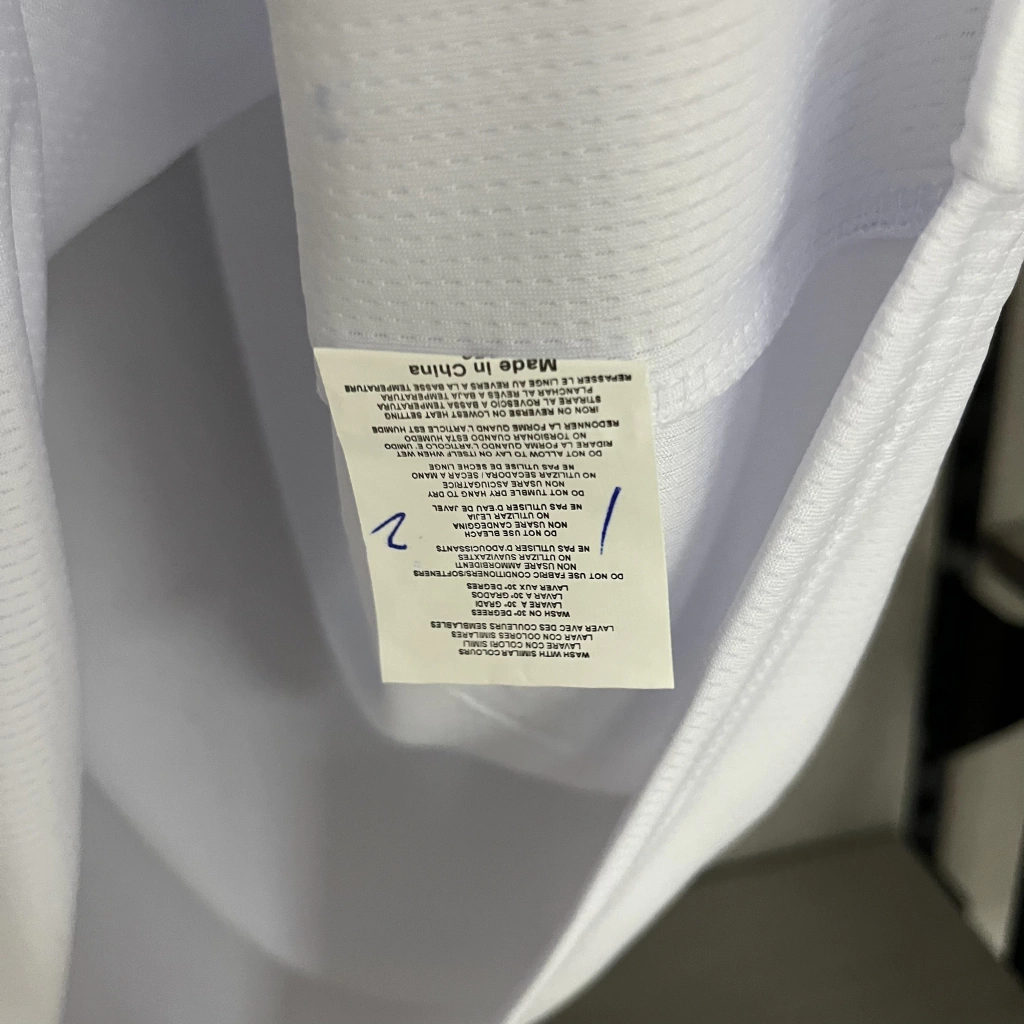 WASH WITH SIMILAR COLOURS
LAVARE CON COLORI SIMILI
LAVAR CON COLORES SIMILARES
LAVER AVEC DES COULEURS SEMBLABLES
WASH ON 30° DEGREES
LAVARE A 30° GRADI
LAVAR A 30° GRADOS
LAVER AUX 30° DEGRES
DO NOT USE FABRIC CONDITIONERS/SOFTENERS
NON USARE AMMORBIDENTI
NO UTILIZAR SUAVIZAXTES
NE PAS UTILISER D'ADOUCISSANTS
DO NOT USE BLEACH
NON USARE CANDEGGINA
NO UTILIZAR LEJA
NE PAS UTILISER D'EAU DE JAVEL
1 2
DO NOT TUMBLE DRY HANG TO DRY
NON USARE ASCIUGATRICE
NO UTILIZAR SECADORA / SECAR A MANO
NE PAS UTILISE DE SECHE LINGE
DO NOT ALLOW TO LAY ON ITSELF WHEN WET
RIDARE LA FORMA QUANDO L'ARTICOLO E' UMIDO
NO TORSIONAR CUANDO ESTÁ HUMEDO
REDONNER LA FORME QUAND L'ARTICLE EST HUMIDE
IRON ON REVERSE ON LOWEST HEAT SETTING
STIRARE AL ROVESCIO A BASSA TEMPERATURA
PLANCHAR AL REVES A BAJA TEMPERATURA
REPASSER LE LINGE AU REVERS A LA BASSE TEMPERATURE
Made in China